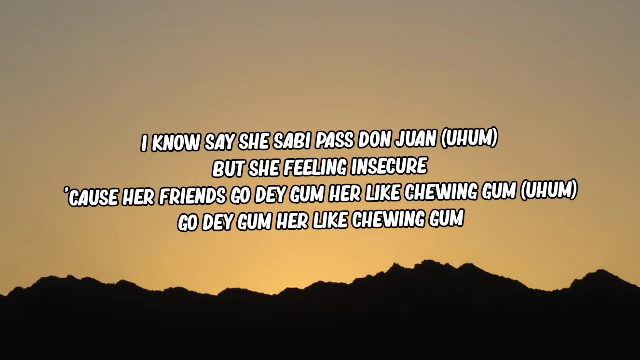 I KNOW SAY SHE SABI PASS DON JUAN (UHUM)
BUT SHE FEELING INSECURE
'CAUSE HER FRIENDS GO DEY GUM HER LIKE CHEWING GUM (UHUM)
GO DEY GUM HER LIKE CHEWING GUM